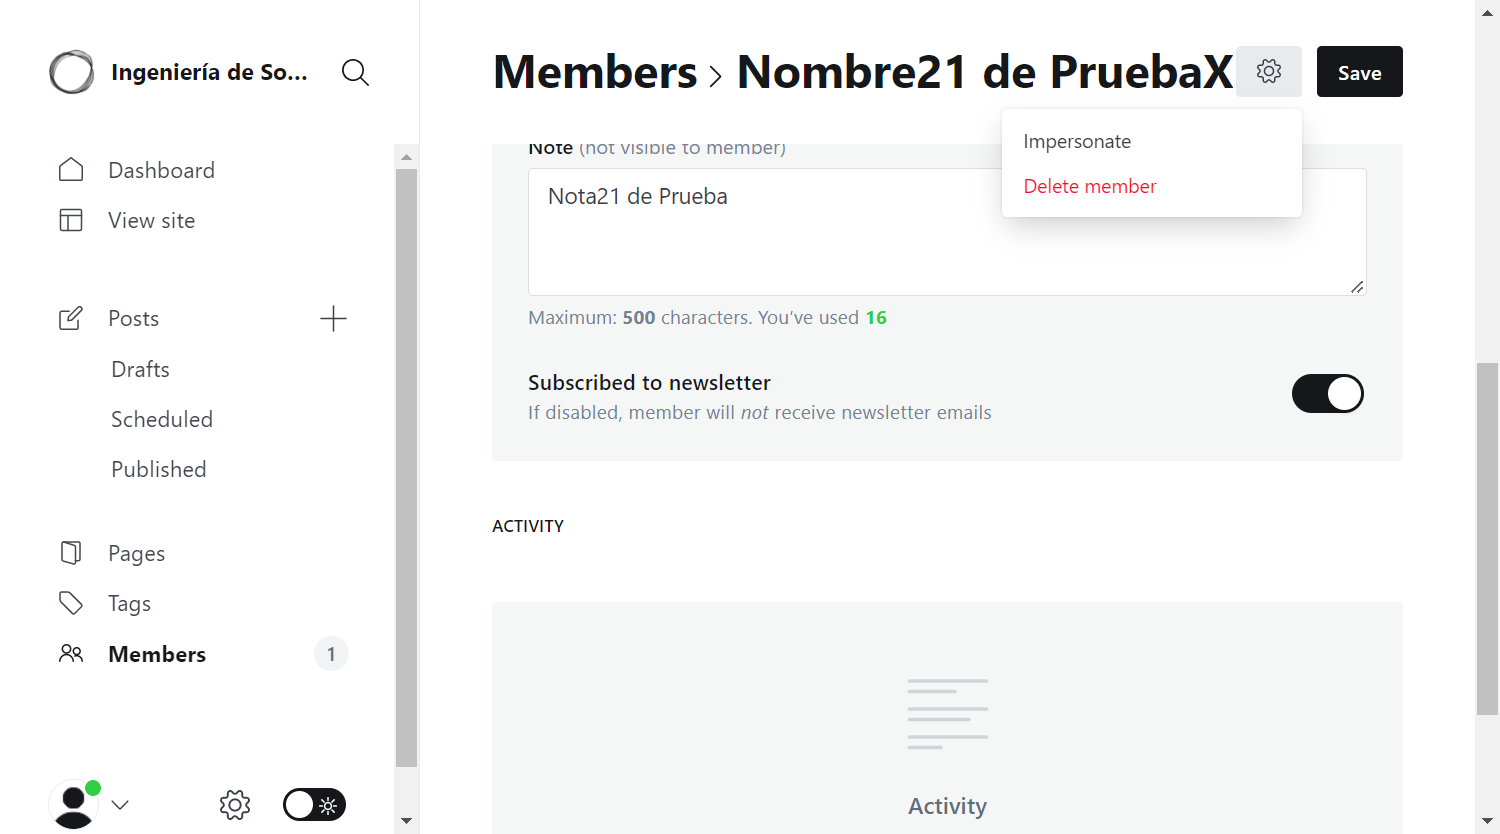 Ingeniería de So...
Dashboard
View site
Posts
Drafts
Scheduled
Published
Pages
Tags
Members
1
Members > Nombre21 de PruebaX
Save
Impersonate
Delete member
Note (not visible to member)
Nota21 de Prueba
Maximum: 500 characters. You’ve used 16
Subscribed to newsletter
If disabled, member will not receive newsletter emails
ACTIVITY
Activity